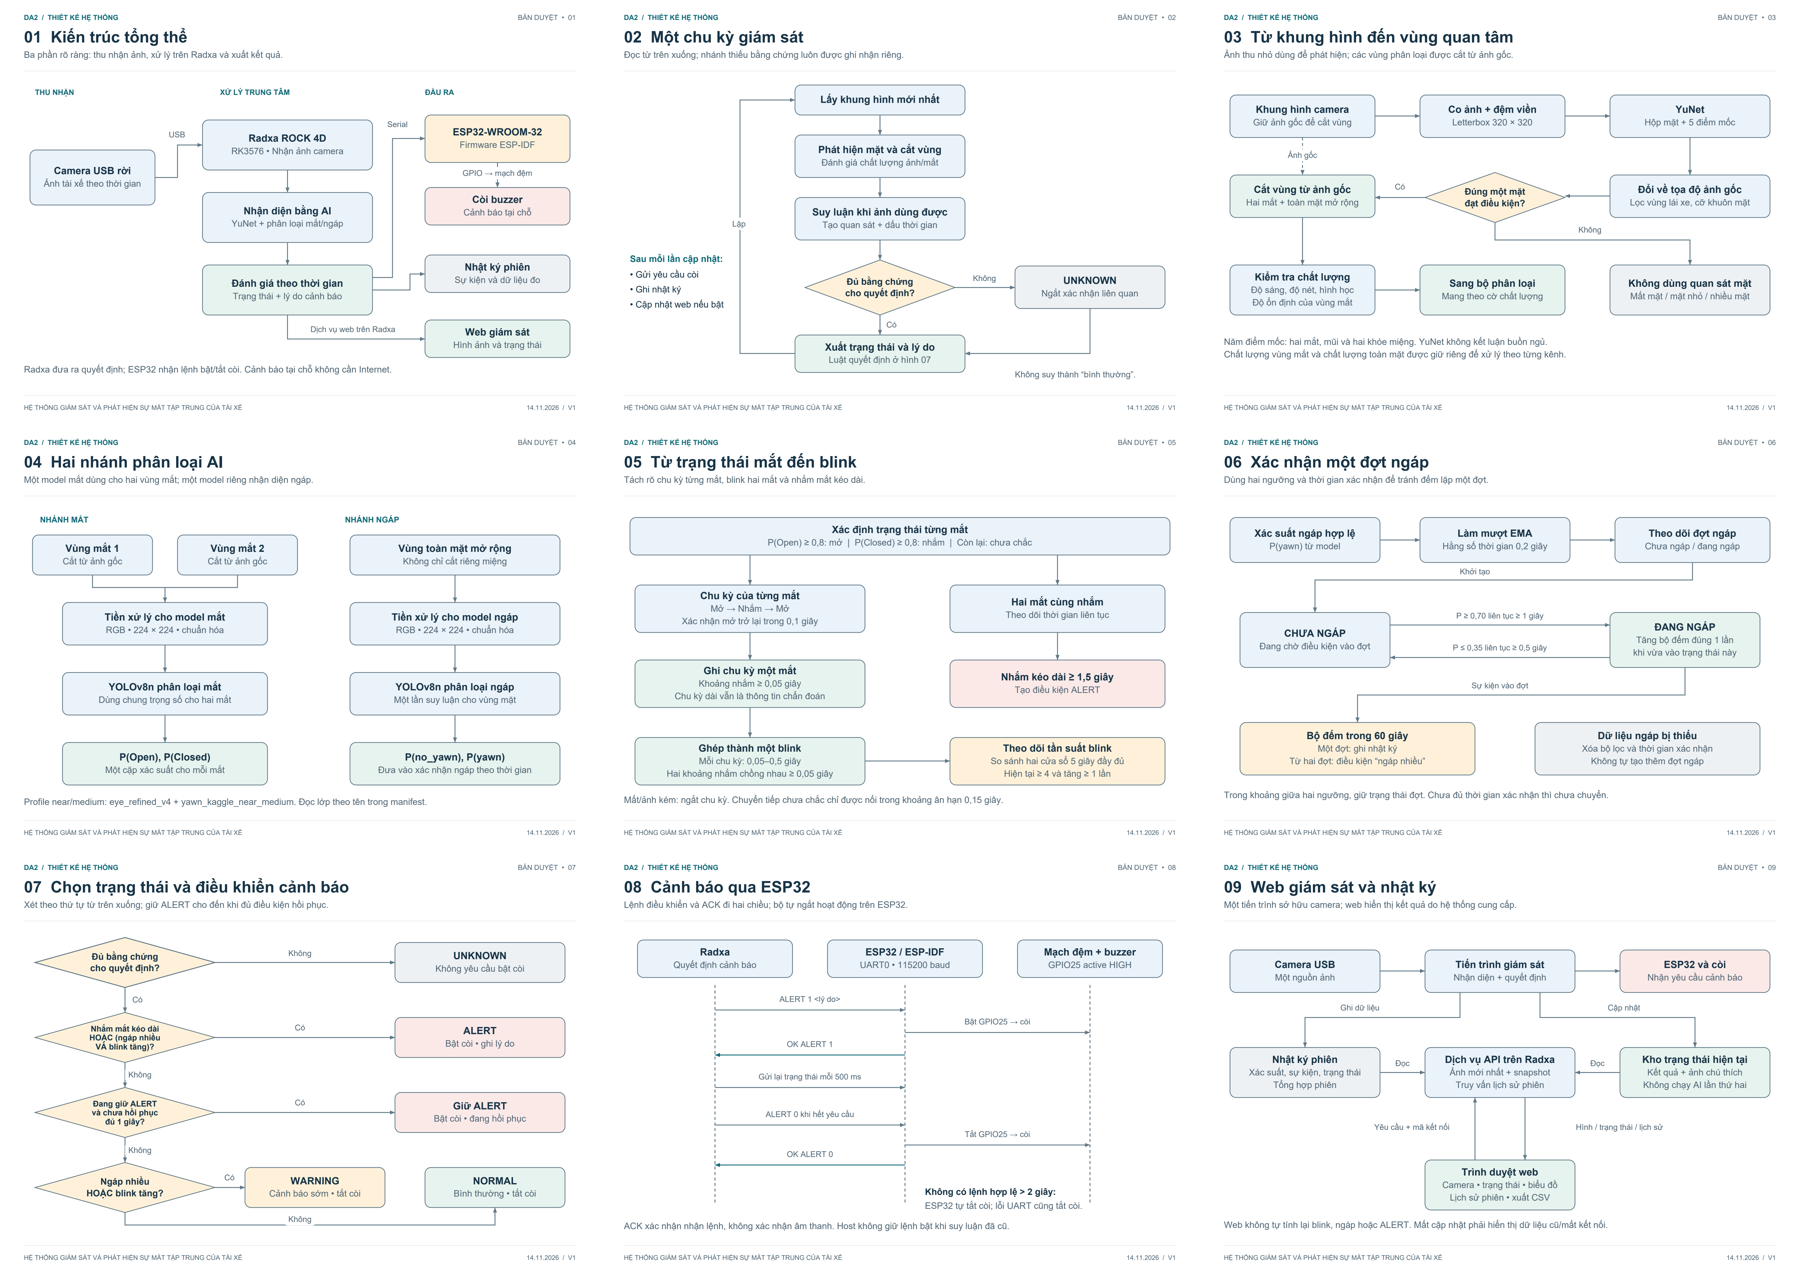 DA2 / THIẾT KẾ HỆ THỐNG
BẢN DUYỆT • 01
01 Kiến trúc tổng thể
Ba phần rõ ràng: thu nhận ảnh, xử lý trên Radxa và xuất kết quả.
THU NHẬN
XỬ LÝ TRUNG TÂM
ĐẦU RA
Camera USB rời
Ảnh tài xế theo thời gian
USB
Radxa ROCK 4D
RK3576 • Nhận ảnh camera
Nhận diện bằng AI
YuNet + phân loại mắt/ngáp
Đánh giá theo thời gian
Trạng thái + lý do cảnh báo
Serial
ESP32-WROOM-32
Firmware ESP-IDF
GPIO → mạch đệm
Còi buzzer
Cảnh báo tại chỗ
Nhật ký phiên
Sự kiện và dữ liệu đo
Dịch vụ web trên Radxa
Web giám sát
Hình ảnh và trạng thái
Radxa đưa ra quyết định; ESP32 nhận lệnh bật/tắt còi. Cảnh báo tại chỗ không cần Internet.
HỆ THỐNG GIÁM SÁT VÀ PHÁT HIỆN SỰ MẤT TẬP TRUNG CỦA TÀI XẾ
14.11.2026 / V1
DA2 / THIẾT KẾ HỆ THỐNG
BẢN DUYỆT • 02
02 Một chu kỳ giám sát
Đọc từ trên xuống; nhánh thiếu bằng chứng luôn được ghi nhận riêng.
Lấy khung hình mới nhất
Phát hiện mặt và cắt vùng
Đánh giá chất lượng ảnh/mắt
Suy luận khi ảnh dùng được
Tạo quan sát + dấu thời gian
Lặp
Sau mỗi lần cập nhật:
• Gửi yêu cầu còi
• Ghi nhật ký
• Cập nhật web nếu bật
Đủ bằng chứng
cho quyết định?
Không
UNKNOWN
Ngắt xác nhận liên quan
Có
Xuất trạng thái và lý do
Luật quyết định ở hình 07
Không suy thành "bình thường".
HỆ THỐNG GIÁM SÁT VÀ PHÁT HIỆN SỰ MẤT TẬP TRUNG CỦA TÀI XẾ
14.11.2026 / V1
DA2 / THIẾT KẾ HỆ THỐNG
BẢN DUYỆT • 03
03 Từ khung hình đến vùng quan tâm
Ảnh thu nhỏ dùng để phát hiện; các vùng phân loại được cắt từ ảnh gốc.
Khung hình camera
Giữ ảnh gốc để cắt vùng
Co ảnh + đệm viền
Letterbox 320 × 320
YuNet
Hộp mặt + 5 điểm mốc
Ảnh gốc
Cắt vùng từ ảnh gốc
Hai mắt + toàn mặt mở rộng
Có
Đúng một mặt
đạt điều kiện?
Đổi về tọa độ ảnh gốc
Lọc vùng lái xe, cỡ khuôn mặt
Không
Kiểm tra chất lượng
Độ sáng, độ nét, hình học
Độ ổn định của vùng mắt
Sang bộ phân loại
Mang theo cờ chất lượng
Không dùng quan sát mặt
Mất mặt / mặt nhỏ / nhiều mặt
Năm điểm mốc: hai mắt, mũi và hai khóe miệng. YuNet không kết luận buồn ngủ.
Chất lượng vùng mắt và chất lượng toàn mặt được giữ riêng để xử lý theo từng kênh.
HỆ THỐNG GIÁM SÁT VÀ PHÁT HIỆN SỰ MẤT TẬP TRUNG CỦA TÀI XẾ
14.11.2026 / V1
DA2 / THIẾT KẾ HỆ THỐNG
BẢN DUYỆT • 04
04 Hai nhánh phân loại AI
Một model mắt dùng cho hai vùng mắt; một model riêng nhận diện ngáp.
NHÁNH MẮT
NHÁNH NGÁP
Vùng mắt 1
Cắt từ ảnh gốc
Vùng mắt 2
Cắt từ ảnh gốc
Vùng toàn mặt mở rộng
Không chỉ cắt riêng miệng
Tiền xử lý cho model mắt
RGB • 224 × 224 • chuẩn hóa
Tiền xử lý cho model ngáp
RGB • 224 × 224 • chuẩn hóa
YOLOv8n phân loại mắt
Dùng chung trọng số cho hai mắt
YOLOv8n phân loại ngáp
Một lần suy luận cho vùng mặt
P(Open), P(Closed)
Một cặp xác suất cho mỗi mắt
P(no_yawn), P(yawn)
Đưa vào xác nhận ngáp theo thời gian
Profile near/medium: eye_refined_v4 + yawn_kaggle_near_medium. Đọc lớp theo tên trong manifest.
HỆ THỐNG GIÁM SÁT VÀ PHÁT HIỆN SỰ MẤT TẬP TRUNG CỦA TÀI XẾ
14.11.2026 / V1
DA2 / THIẾT KẾ HỆ THỐNG
BẢN DUYỆT • 05
05 Từ trạng thái mắt đến blink
Tách rõ chu kỳ từng mắt, blink hai mắt và nhắm mắt kéo dài.
Xác định trạng thái từng mắt
P(Open) ≥ 0,8: mở | P(Closed) ≥ 0,8: nhắm | Còn lại: chưa chắc
Chu kỳ của từng mắt
Mở → Nhắm → Mở
Xác nhận mở trở lại trong 0,1 giây
Hai mắt cùng nhắm
Theo dõi thời gian liên tục
Ghi chu kỳ một mắt
Khoảng nhắm ≥ 0,05 giây
Chu kỳ dài vẫn là thông tin chẩn đoán
Nhắm kéo dài ≥ 1,5 giây
Tạo điều kiện ALERT
Ghép thành một blink
Mỗi chu kỳ: 0,05–0,5 giây
Hai khoảng nhắm chồng nhau ≥ 0,05 giây
Theo dõi tần suất blink
So sánh hai cửa sổ 5 giây đầy đủ
Hiện tại ≥ 4 và tăng ≥ 1 lần
Mất/ảnh kém: ngắt chu kỳ. Chuyển tiếp chưa chắc chỉ được nối trong khoảng ân hạn 0,15 giây.
HỆ THỐNG GIÁM SÁT VÀ PHÁT HIỆN SỰ MẤT TẬP TRUNG CỦA TÀI XẾ
14.11.2026 / V1
DA2 / THIẾT KẾ HỆ THỐNG
BẢN DUYỆT • 06
06 Xác nhận một đợt ngáp
Dùng hai ngưỡng và thời gian xác nhận để tránh đếm lặp một đợt.
Xác suất ngáp hợp lệ
P(yawn) từ model
Làm mượt EMA
Hằng số thời gian 0,2 giây
Theo dõi đợt ngáp
Chưa ngáp / đang ngáp
Khởi tạo
CHƯA NGÁP
Đang chờ điều kiện vào đợt
P ≥ 0,70 liên tục ≥ 1 giây
P ≤ 0,35 liên tục ≥ 0,5 giây
ĐANG NGÁP
Tăng bộ đếm đúng 1 lần
khi vừa vào trạng thái này
Sự kiện vào đợt
Bộ đếm trong 60 giây
Một đợt: ghi nhật ký
Từ hai đợt: điều kiện "ngáp nhiều"
Dữ liệu ngáp bị thiếu
Xóa bộ lọc và thời gian xác nhận
Không tự tạo thêm đợt ngáp
Trong khoảng giữa hai ngưỡng, giữ trạng thái đợt. Chưa đủ thời gian xác nhận thì chưa chuyển.
HỆ THỐNG GIÁM SÁT VÀ PHÁT HIỆN SỰ MẤT TẬP TRUNG CỦA TÀI XẾ
14.11.2026 / V1
DA2 / THIẾT KẾ HỆ THỐNG
BẢN DUYỆT • 07
07 Chọn trạng thái và điều khiển cảnh báo
Xét theo thứ tự từ trên xuống; giữ ALERT cho đến khi đủ điều kiện hồi phục.
Đủ bằng chứng
cho quyết định?
Không
UNKNOWN
Không yêu cầu bật còi
Có
Nhắm mắt kéo dài
HOẶC (ngáp nhiều
VÀ blink tăng)?
Có
ALERT
Bật còi • ghi lý do
Không
Đang giữ ALERT
và chưa hồi phục
đủ 1 giây?
Có
Giữ ALERT
Bật còi • đang hồi phục
Không
Ngáp nhiều
HOẶC blink tăng?
Có
WARNING
Cảnh báo sớm • tắt còi
NORMAL
Bình thường • tắt còi
Không
HỆ THỐNG GIÁM SÁT VÀ PHÁT HIỆN SỰ MẤT TẬP TRUNG CỦA TÀI XẾ
14.11.2026 / V1
DA2 / THIẾT KẾ HỆ THỐNG
BẢN DUYỆT • 08
08 Cảnh báo qua ESP32
Lệnh điều khiển và ACK đi hai chiều; bộ tự ngắt hoạt động trên ESP32.
Radxa
Quyết định cảnh báo
ESP32 / ESP-IDF
UART0 • 115200 baud
Mạch đệm + buzzer
GPIO25 active HIGH
ALERT 1 <lý do>
Bật GPIO25 → còi
OK ALERT 1
Gửi lại trạng thái mỗi 500 ms
ALERT 0 khi hết yêu cầu
Tắt GPIO25 → còi
OK ALERT 0
Không có lệnh hợp lệ > 2 giây:
ESP32 tự tắt còi; lỗi UART cũng tắt còi.
ACK xác nhận nhận lệnh, không xác nhận âm thanh. Host không giữ lệnh bật khi suy luận đã cũ.
HỆ THỐNG GIÁM SÁT VÀ PHÁT HIỆN SỰ MẤT TẬP TRUNG CỦA TÀI XẾ
14.11.2026 / V1
DA2 / THIẾT KẾ HỆ THỐNG
BẢN DUYỆT • 09
09 Web giám sát và nhật ký
Một tiến trình sở hữu camera; web hiển thị kết quả do hệ thống cung cấp.
Camera USB
Một nguồn ảnh
Tiến trình giám sát
Nhận diện + quyết định
ESP32 và còi
Nhận yêu cầu cảnh báo
Ghi dữ liệu
Cập nhật
Nhật ký phiên
Xác suất, sự kiện, trạng thái
Tổng hợp phiên
Đọc
Dịch vụ API trên Radxa
Ảnh mới nhất + snapshot
Truy vấn lịch sử phiên
Đọc
Kho trạng thái hiện tại
Kết quả + ảnh chú thích
Không chạy AI lần thứ hai
Yêu cầu + mã kết nối
Hình / trạng thái / lịch sử
Trình duyệt web
Camera • trạng thái • biểu đồ
Lịch sử phiên • xuất CSV
Web không tự tính lại blink, ngáp hoặc ALERT. Mất cập nhật phải hiển thị dữ liệu cũ/mất kết nối.
HỆ THỐNG GIÁM SÁT VÀ PHÁT HIỆN SỰ MẤT TẬP TRUNG CỦA TÀI XẾ
14.11.2026 / V1